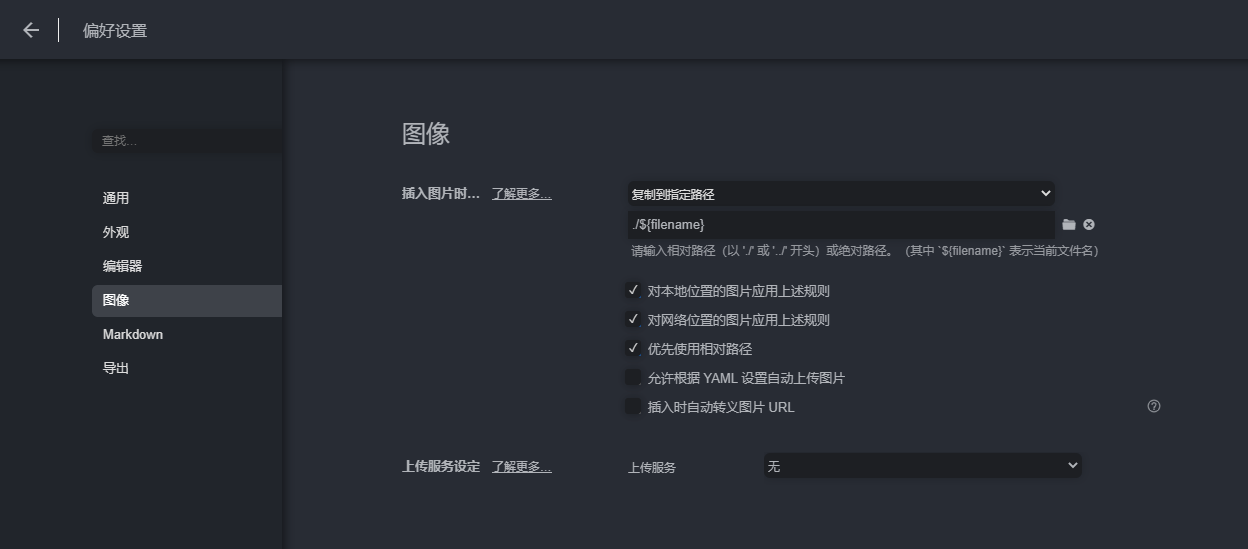 偏好设置
查找...
通用
外观
编辑器
图像
Markdown
导出
图像
插入图片时... 了解更多...
复制到指定路径
./${filename}
请输入相对路径（以 './' 或 '../' 开头）或绝对路径。 （其中 `${filename}` 表示当前文件名）
对本地位置的图片应用上述规则
对网络位置的图片应用上述规则
优先使用相对路径
允许根据 YAML 设置自动上传图片
插入时自动转义图片 URL
上传服务设定 了解更多... 上传服务 无